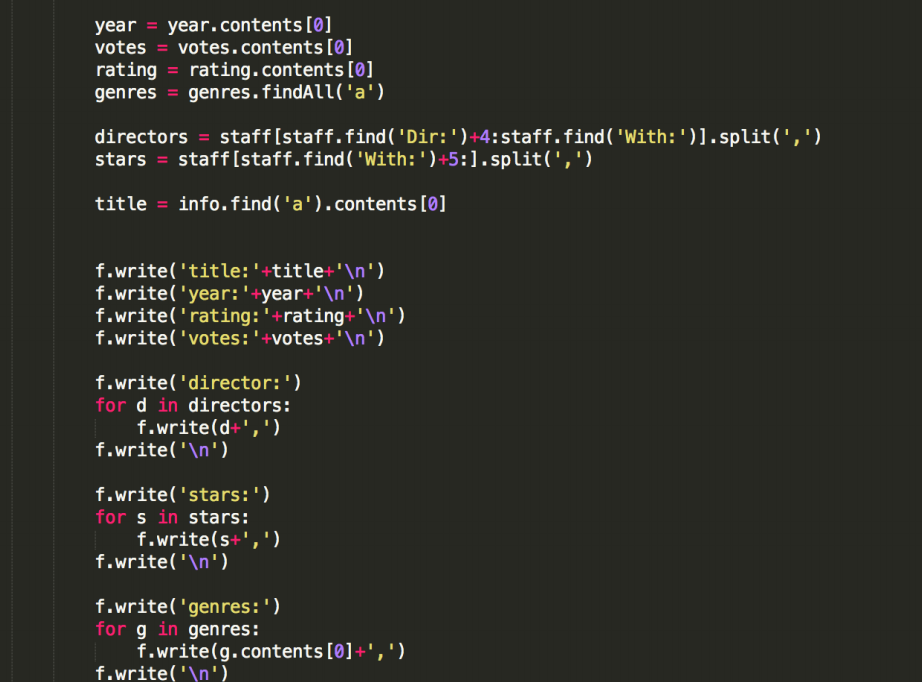 year = year.contents[0]
votes = votes.contents[0]
rating = rating.contents[0]
genres = genres.findAll('a')
directors = staff[staff.find('Dir:')+4:staff.find('With:')].split(',')
stars = staff[staff.find('With:')+5:].split(',')
title = info.find('a').contents[0]
f.write('title:'+title+'\n')
f.write('year:'+year+'\n')
f.write('rating:'+rating+'\n')
f.write('votes:'+votes+'\n')
f.write('director:')
for d in directors:
    f.write(d+',')
f.write('\n')
f.write('stars:')
for s in stars:
    f.write(s+',')
f.write('\n')
f.write('genres:')
for g in genres:
    f.write(g.contents[0]+',')
f.write('\n')